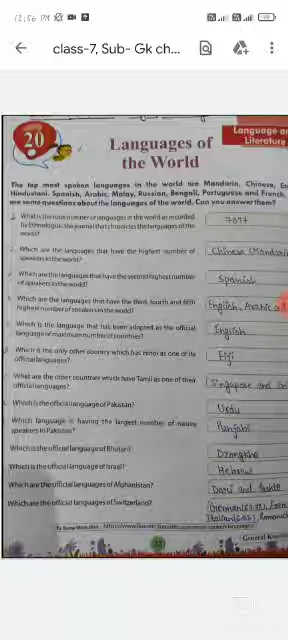 12:56 PM
class-7, Sub- Gk ch...
20
Language a
Literature
Languages of
the World
The top most spoken languages in the world are Mandarin, Chinese, En
Hindustani, Spanish, Arabic, Malay, Russian, Bengali, Portuguese and French.
are some questions about the languages of the world. Can you answer them?
What is the total number of languages in the world as recorded
by Ethnologue, the journal that chronicles the languages of the
world?
Which are the languages that have the highest number of
speakers in the world?
Chinese (Mandarin
Which are the languages that have the second highest number
of speakers in the world?
Spanish
Which are the languages that have the third, fourth and fifth
highest number of speakers in the world?
English, Arabic
Which is the language that has been adopted as the official
language of maximum number of countries?
English
Which is the only other country which has Hindi as one of its
official languages?
Fiji
What are the other countries which have Tamil as one of their
official languages?
Singapore and
Which is the official language of Pakistan?
Urdu
Which language is having the largest number of native
speakers in Pakistan?
Punjabi
Which is the official language of Bhutan?
Dzongkha
Which is the official language of Israel?
Hebrew
Which are the official languages of Afghanistan?
Dari and Pashto
Which are the official languages of Switzerland?
32
General Know